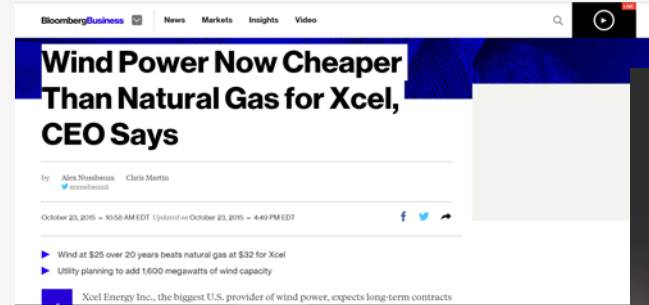 BloombergBusiness News Markets Insights Video
LIVE
Wind Power Now Cheaper
Than Natural Gas for Xcel,
CEO Says
by Alex Nussbaum Chris Martin
October 23, 2015 — 10:58 AM EDT Updated on October 23, 2015 — 4:49 PM EDT
Wind at $25 over 20 years beats natural gas at $32 for Xcel
Utility planning to add 1,600 megawatts of wind capacity
Xcel Energy Inc., the biggest U.S. provider of wind power, expects long-term contracts